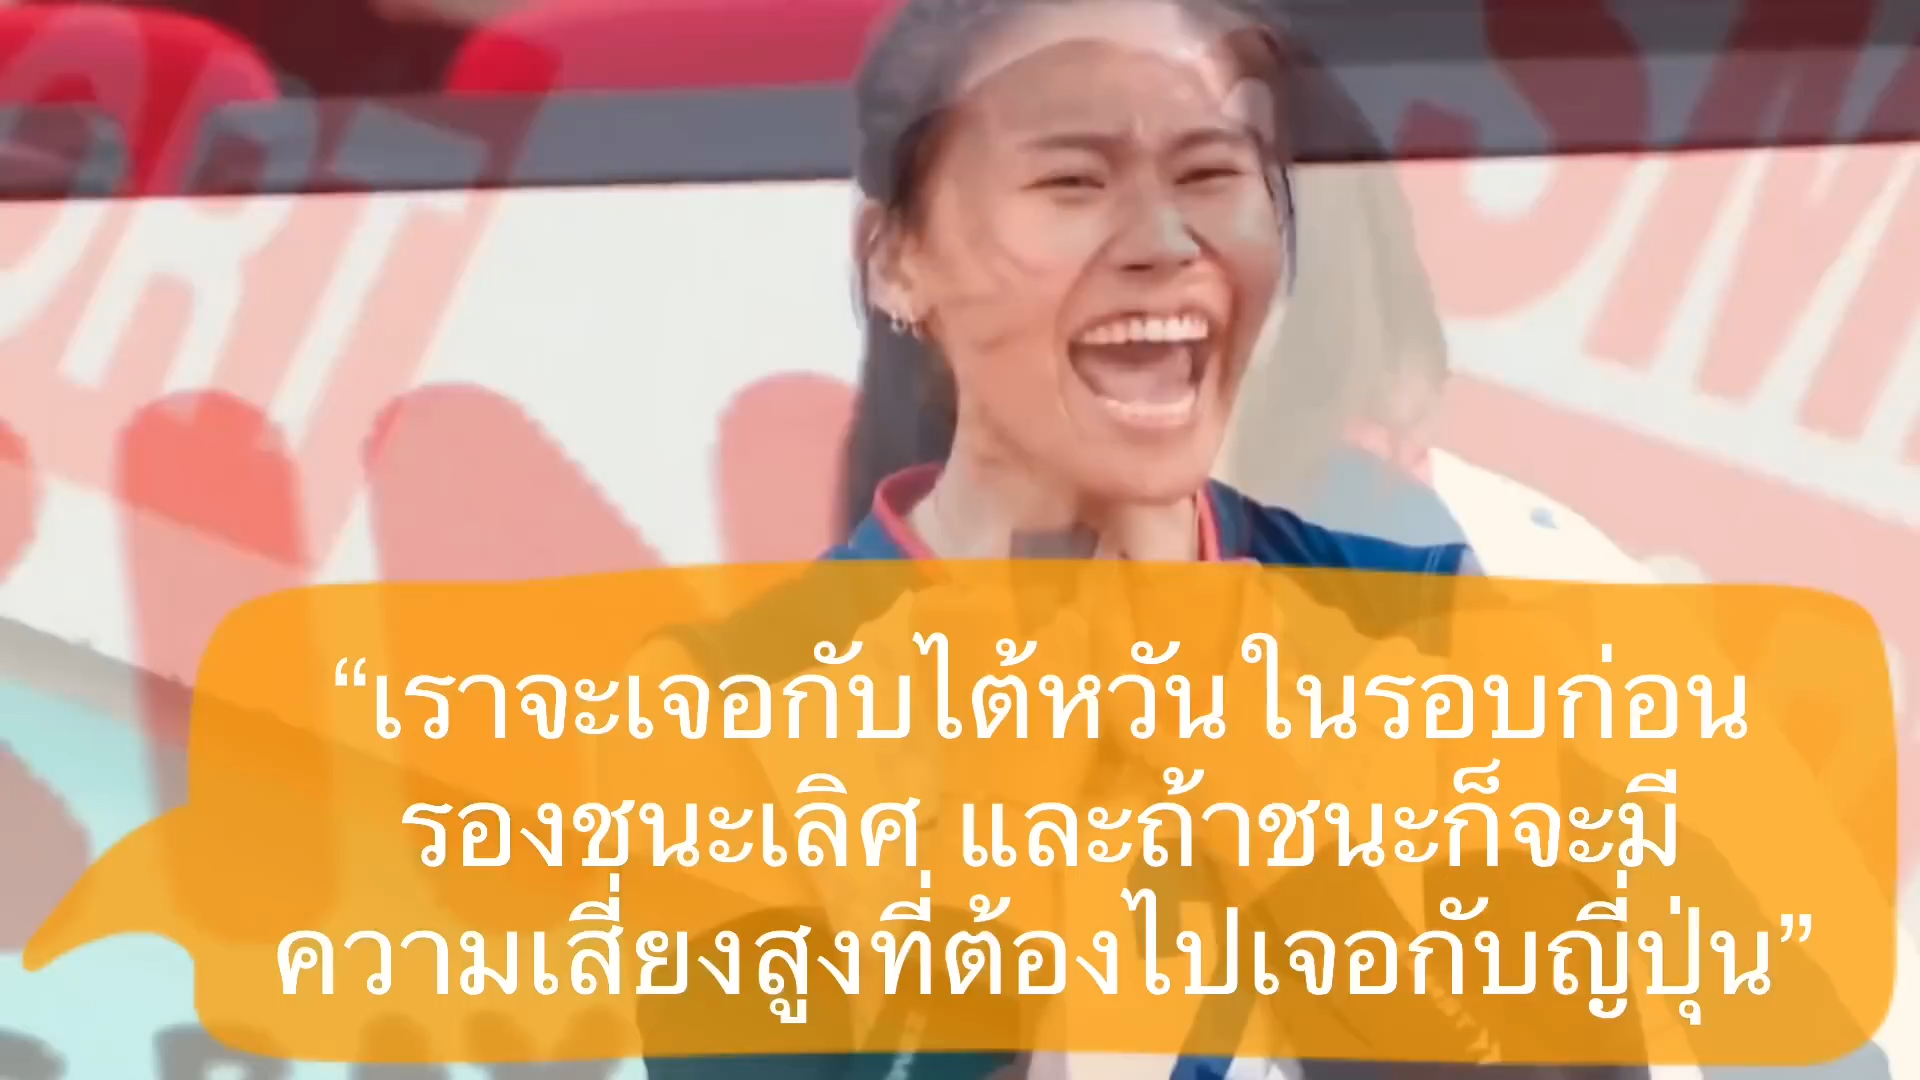 “เราจะเจอกับไต้หวันในรอบก่อน
รองชนะเลิศ และถ้าชนะก็จะมี
ความเสี่ยงสูงที่ต้องไปเจอกับญี่ปุ่น”